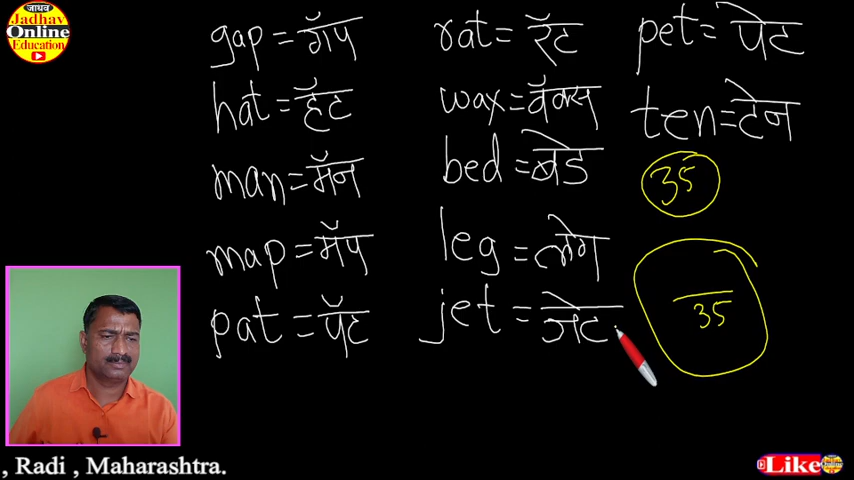 जाधव
Jadhav
Online
Education
gap = गॅप
hat = हॅट
man = मॅन
map = मॅप
pat = पॅट
rat = रॅट
wax = वॅक्स
bed = बेड
leg = लेग
jet = जेट
pet = पेट
ten = टेन
35
35
, Radi , Maharashtra.
Like